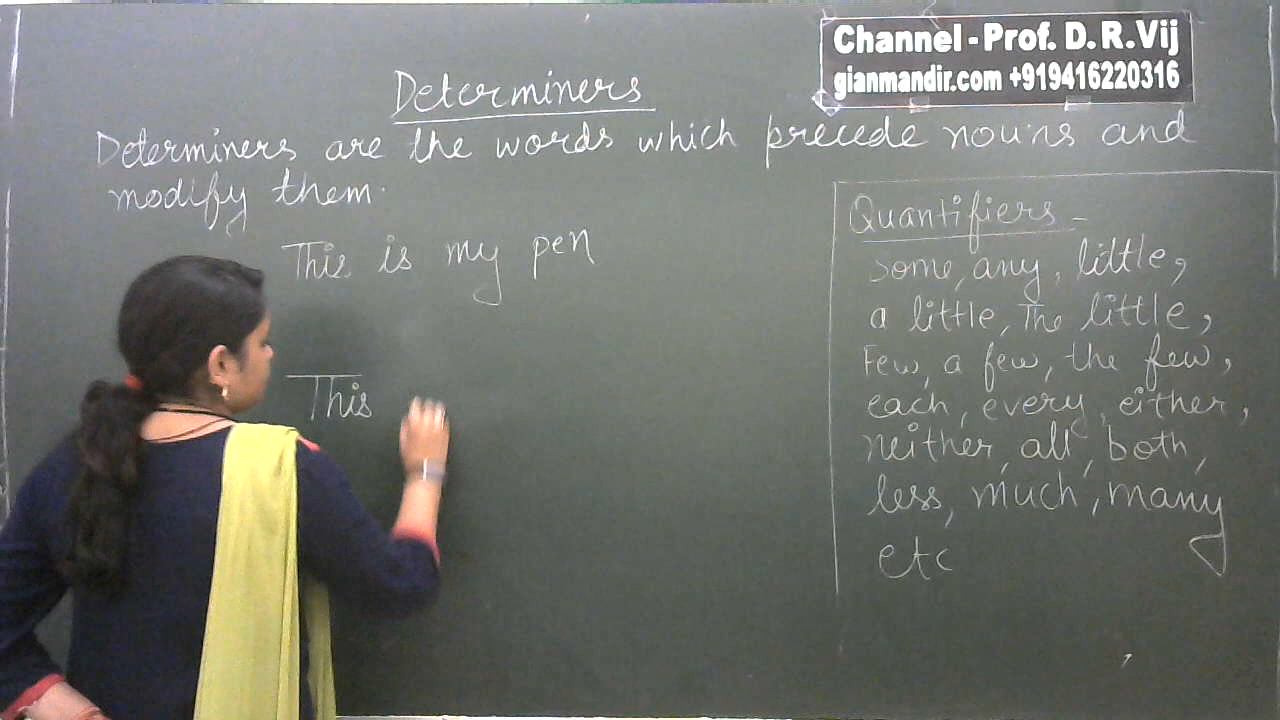 Channel - Prof. D. R. Vij
gianmandir.com +919416220316
Determiners
Determiners are the words which precede nouns and
modify them.
This is my pen
This
Quantifiers -
Some, any, little,
a little, The little,
Few, a few, the few,
each, every, either,
neither, all, both,
less, much, many
etc